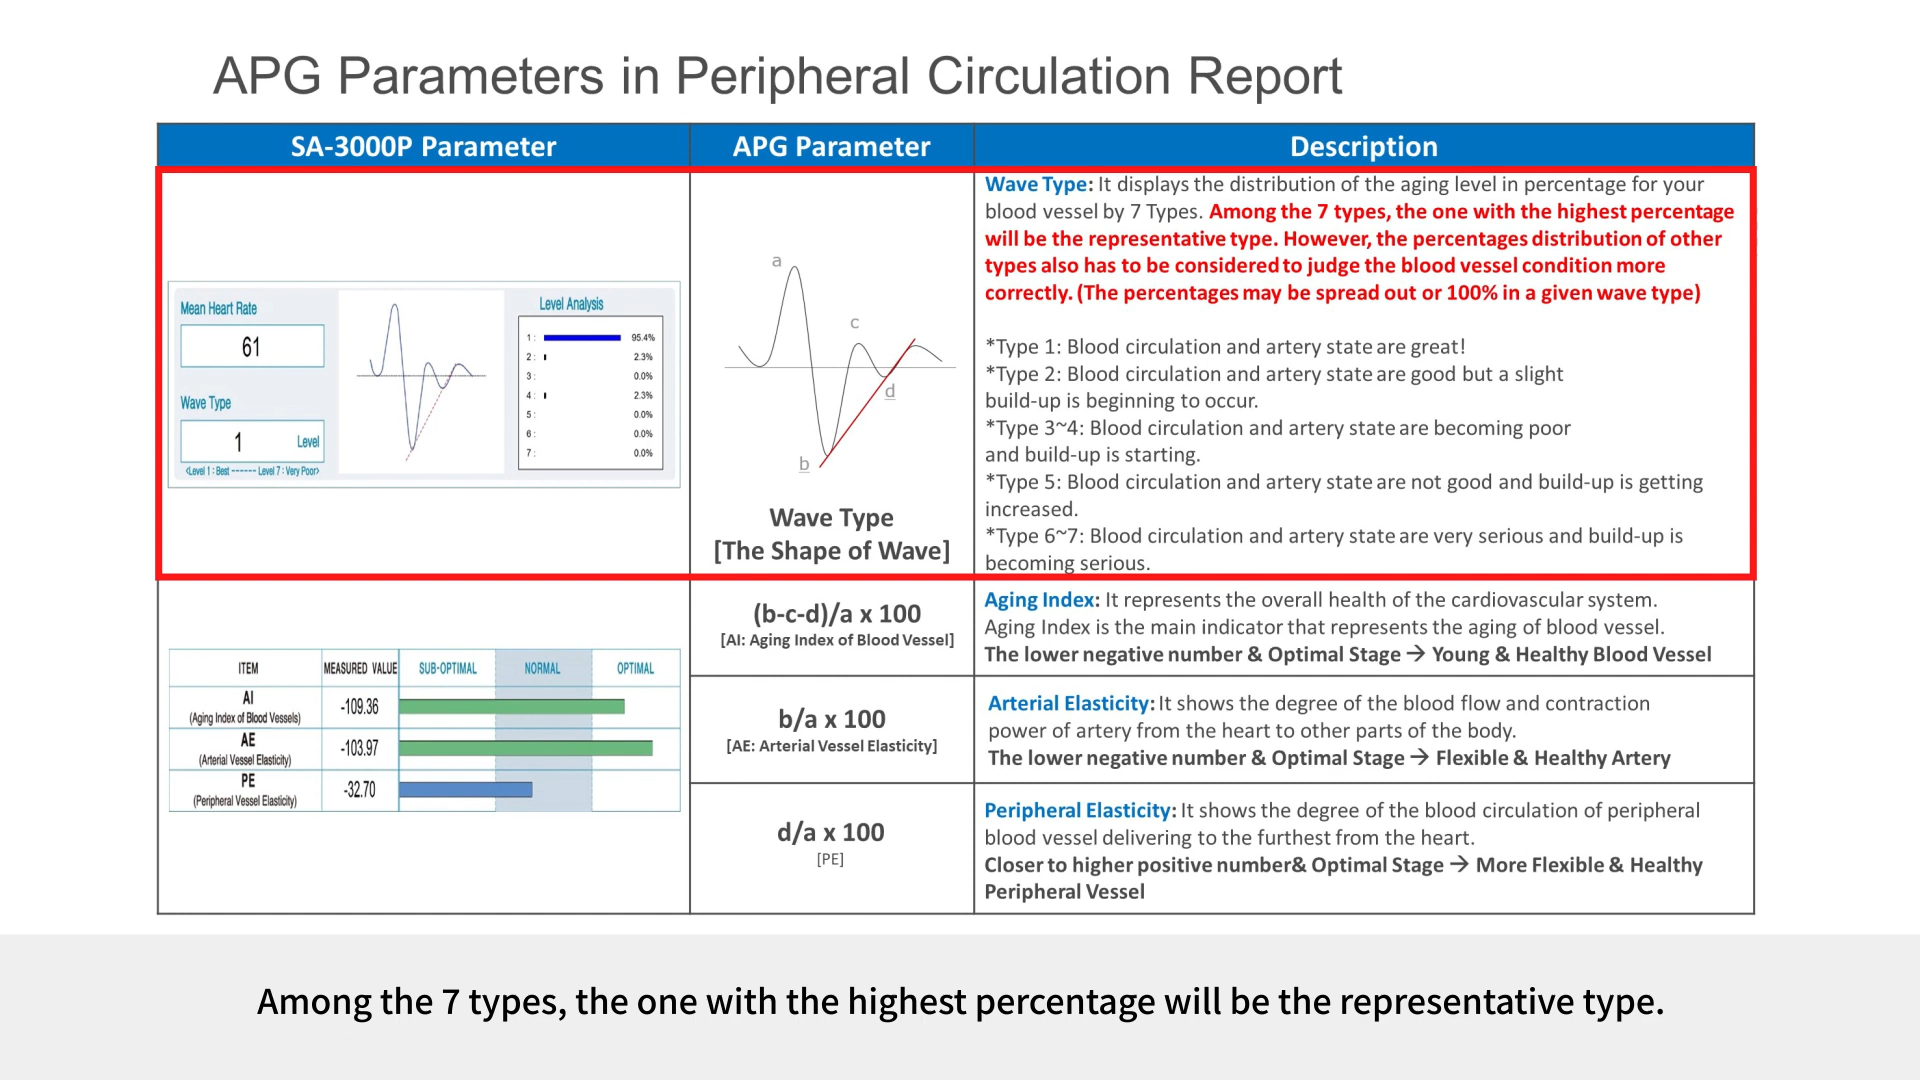 APG Parameters in Peripheral Circulation Report
SA-3000P Parameter
APG Parameter
Description
Mean Heart Rate
61
Wave Type
1
Level
<Level 1 : Best ------ Level 7 : Very Poor>
Level Analysis
1 : 95.4%
2 : 2.3%
3 : 0.0%
4 : 2.3%
5 : 0.0%
6 : 0.0%
7 : 0.0%
a
c
d
b
Wave Type
[The Shape of Wave]
Wave Type: It displays the distribution of the aging level in percentage for your
blood vessel by 7 Types. Among the 7 types, the one with the highest percentage
will be the representative type. However, the percentages distribution of other
types also has to be considered to judge the blood vessel condition more
correctly. (The percentages may be spread out or 100% in a given wave type)
*Type 1: Blood circulation and artery state are great!
*Type 2: Blood circulation and artery state are good but a slight
build-up is beginning to occur.
*Type 3~4: Blood circulation and artery state are becoming poor
and build-up is starting.
*Type 5: Blood circulation and artery state are not good and build-up is getting
increased.
*Type 6~7: Blood circulation and artery state are very serious and build-up is
becoming serious.
ITEM
MEASURED VALUE
SUB-OPTIMAL
NORMAL
OPTIMAL
AI
(Aging Index of Blood Vessels)
-109.36
AE
(Arterial Vessel Elasticity)
-103.97
PE
(Peripheral Vessel Elasticity)
-32.70
(b-c-d)/a x 100
[AI: Aging Index of Blood Vessel]
Aging Index: It represents the overall health of the cardiovascular system.
Aging Index is the main indicator that represents the aging of blood vessel.
The lower negative number & Optimal Stage → Young & Healthy Blood Vessel
b/a x 100
[AE: Arterial Vessel Elasticity]
Arterial Elasticity: It shows the degree of the blood flow and contraction
power of artery from the heart to other parts of the body.
The lower negative number & Optimal Stage → Flexible & Healthy Artery
d/a x 100
[PE]
Peripheral Elasticity: It shows the degree of the blood circulation of peripheral
blood vessel delivering to the furthest from the heart.
Closer to higher positive number& Optimal Stage → More Flexible & Healthy
Peripheral Vessel
Among the 7 types, the one with the highest percentage will be the representative type.